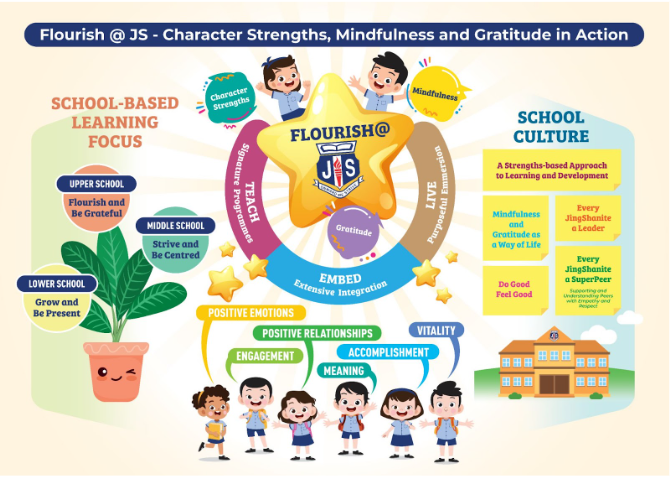 Flourish @ JS - Character Strengths, Mindfulness and Gratitude in Action
SCHOOL-BASED
LEARNING
FOCUS
UPPER SCHOOL
Flourish and
Be Grateful
MIDDLE SCHOOL
Strive and
Be Centred
LOWER SCHOOL
Grow and
Be Present
Character
Strengths
Mindfulness
FLOURISH@
JS
Gratitude
TEACH
Signature Programmes
LIVE
Purposeful Immersion
EMBED
Extensive Integration
POSITIVE EMOTIONS
POSITIVE RELATIONSHIPS
ENGAGEMENT
VITALITY
ACCOMPLISHMENT
MEANING
SCHOOL
CULTURE
A Strengths-based Approach
to Learning and Development
Mindfulness
and
Gratitude as
a Way of Life
Every
JingShanite
a Leader
Do Good
Feel Good
Every
JingShanite
a SuperPeer
Supporting and
Understanding Peers
with Empathy and
Respect
JS